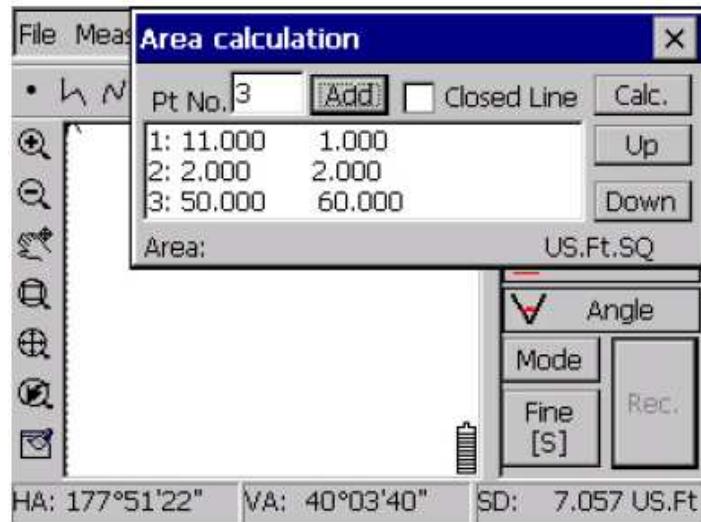 File Meas
Area calculation
Pt No. 3 Add Closed Line Calc.
1: 11.000 1.000
2: 2.000 2.000
3: 50.000 60.000
Up
Down
Area: US.Ft.SQ
Angle
Mode
Fine
[S]
Rec.
HA: 177°51'22" VA: 40°03'40" SD: 7.057 US.Ft